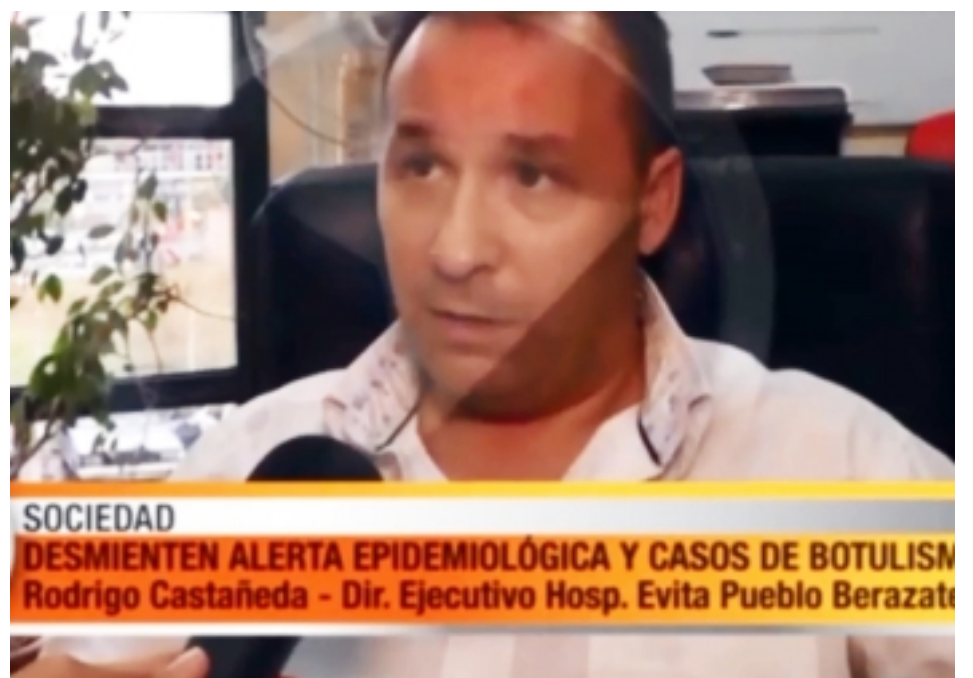 SOCIEDAD
DESMIENTEN ALERTA EPIDEMIOLÓGICA Y CASOS DE BOTULISM
Rodrigo Castañeda - Dir. Ejecutivo Hosp. Evita Pueblo Berazate